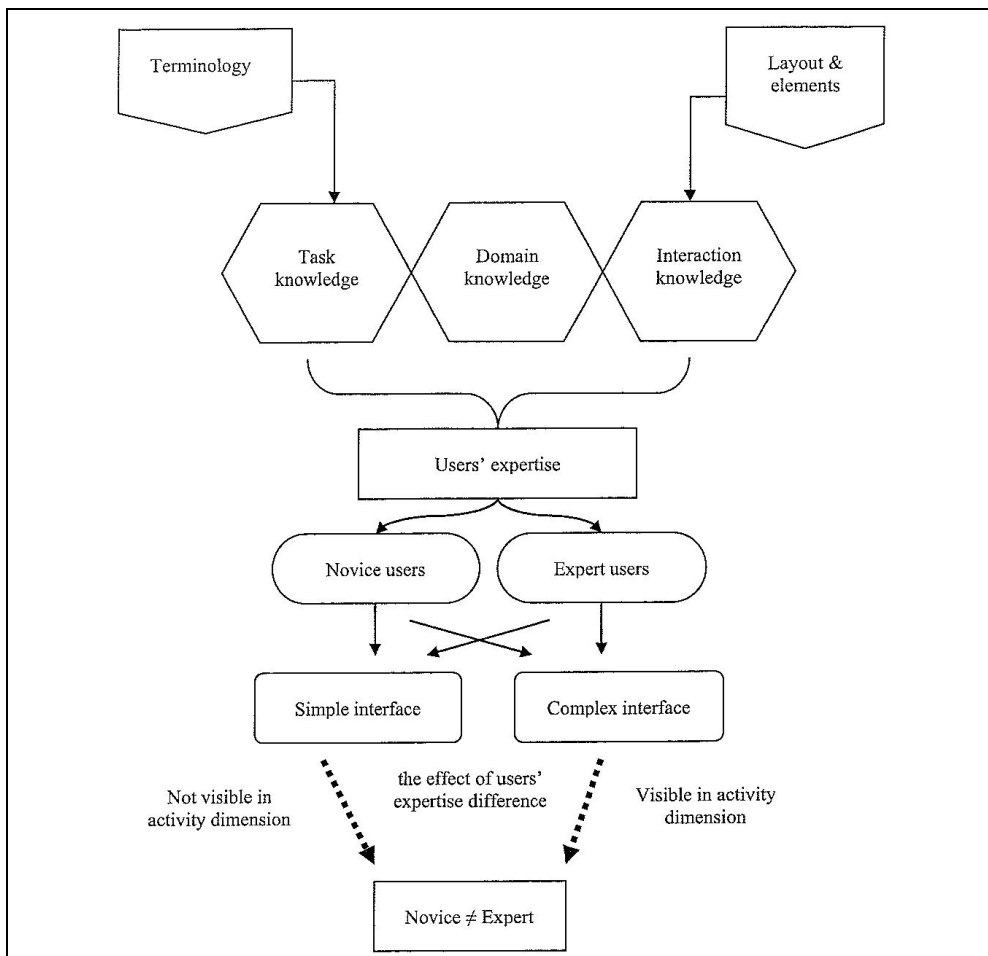 Terminology
Layout &
elements
Task
knowledge
Domain
knowledge
Interaction
knowledge
Users’ expertise
Novice users
Expert users
Simple interface
Complex interface
Not visible in
activity dimension
the effect of users’
expertise difference
Visible in activity
dimension
Novice ≠ Expert